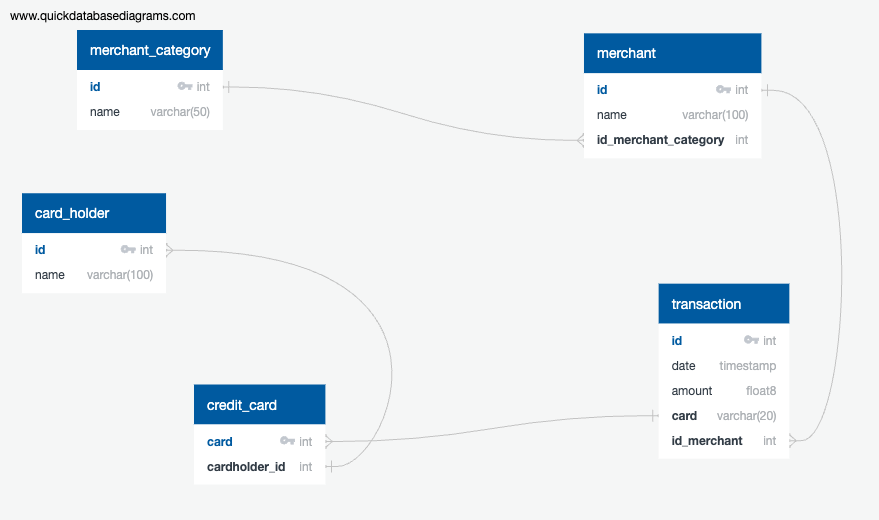 www.quickdatabasediagrams.com
merchant_category
id int
name varchar(50)
merchant
id int
name varchar(100)
id_merchant_category int
card_holder
id int
name varchar(100)
transaction
id int
date timestamp
amount float8
card varchar(20)
id_merchant int
credit_card
card int
cardholder_id int